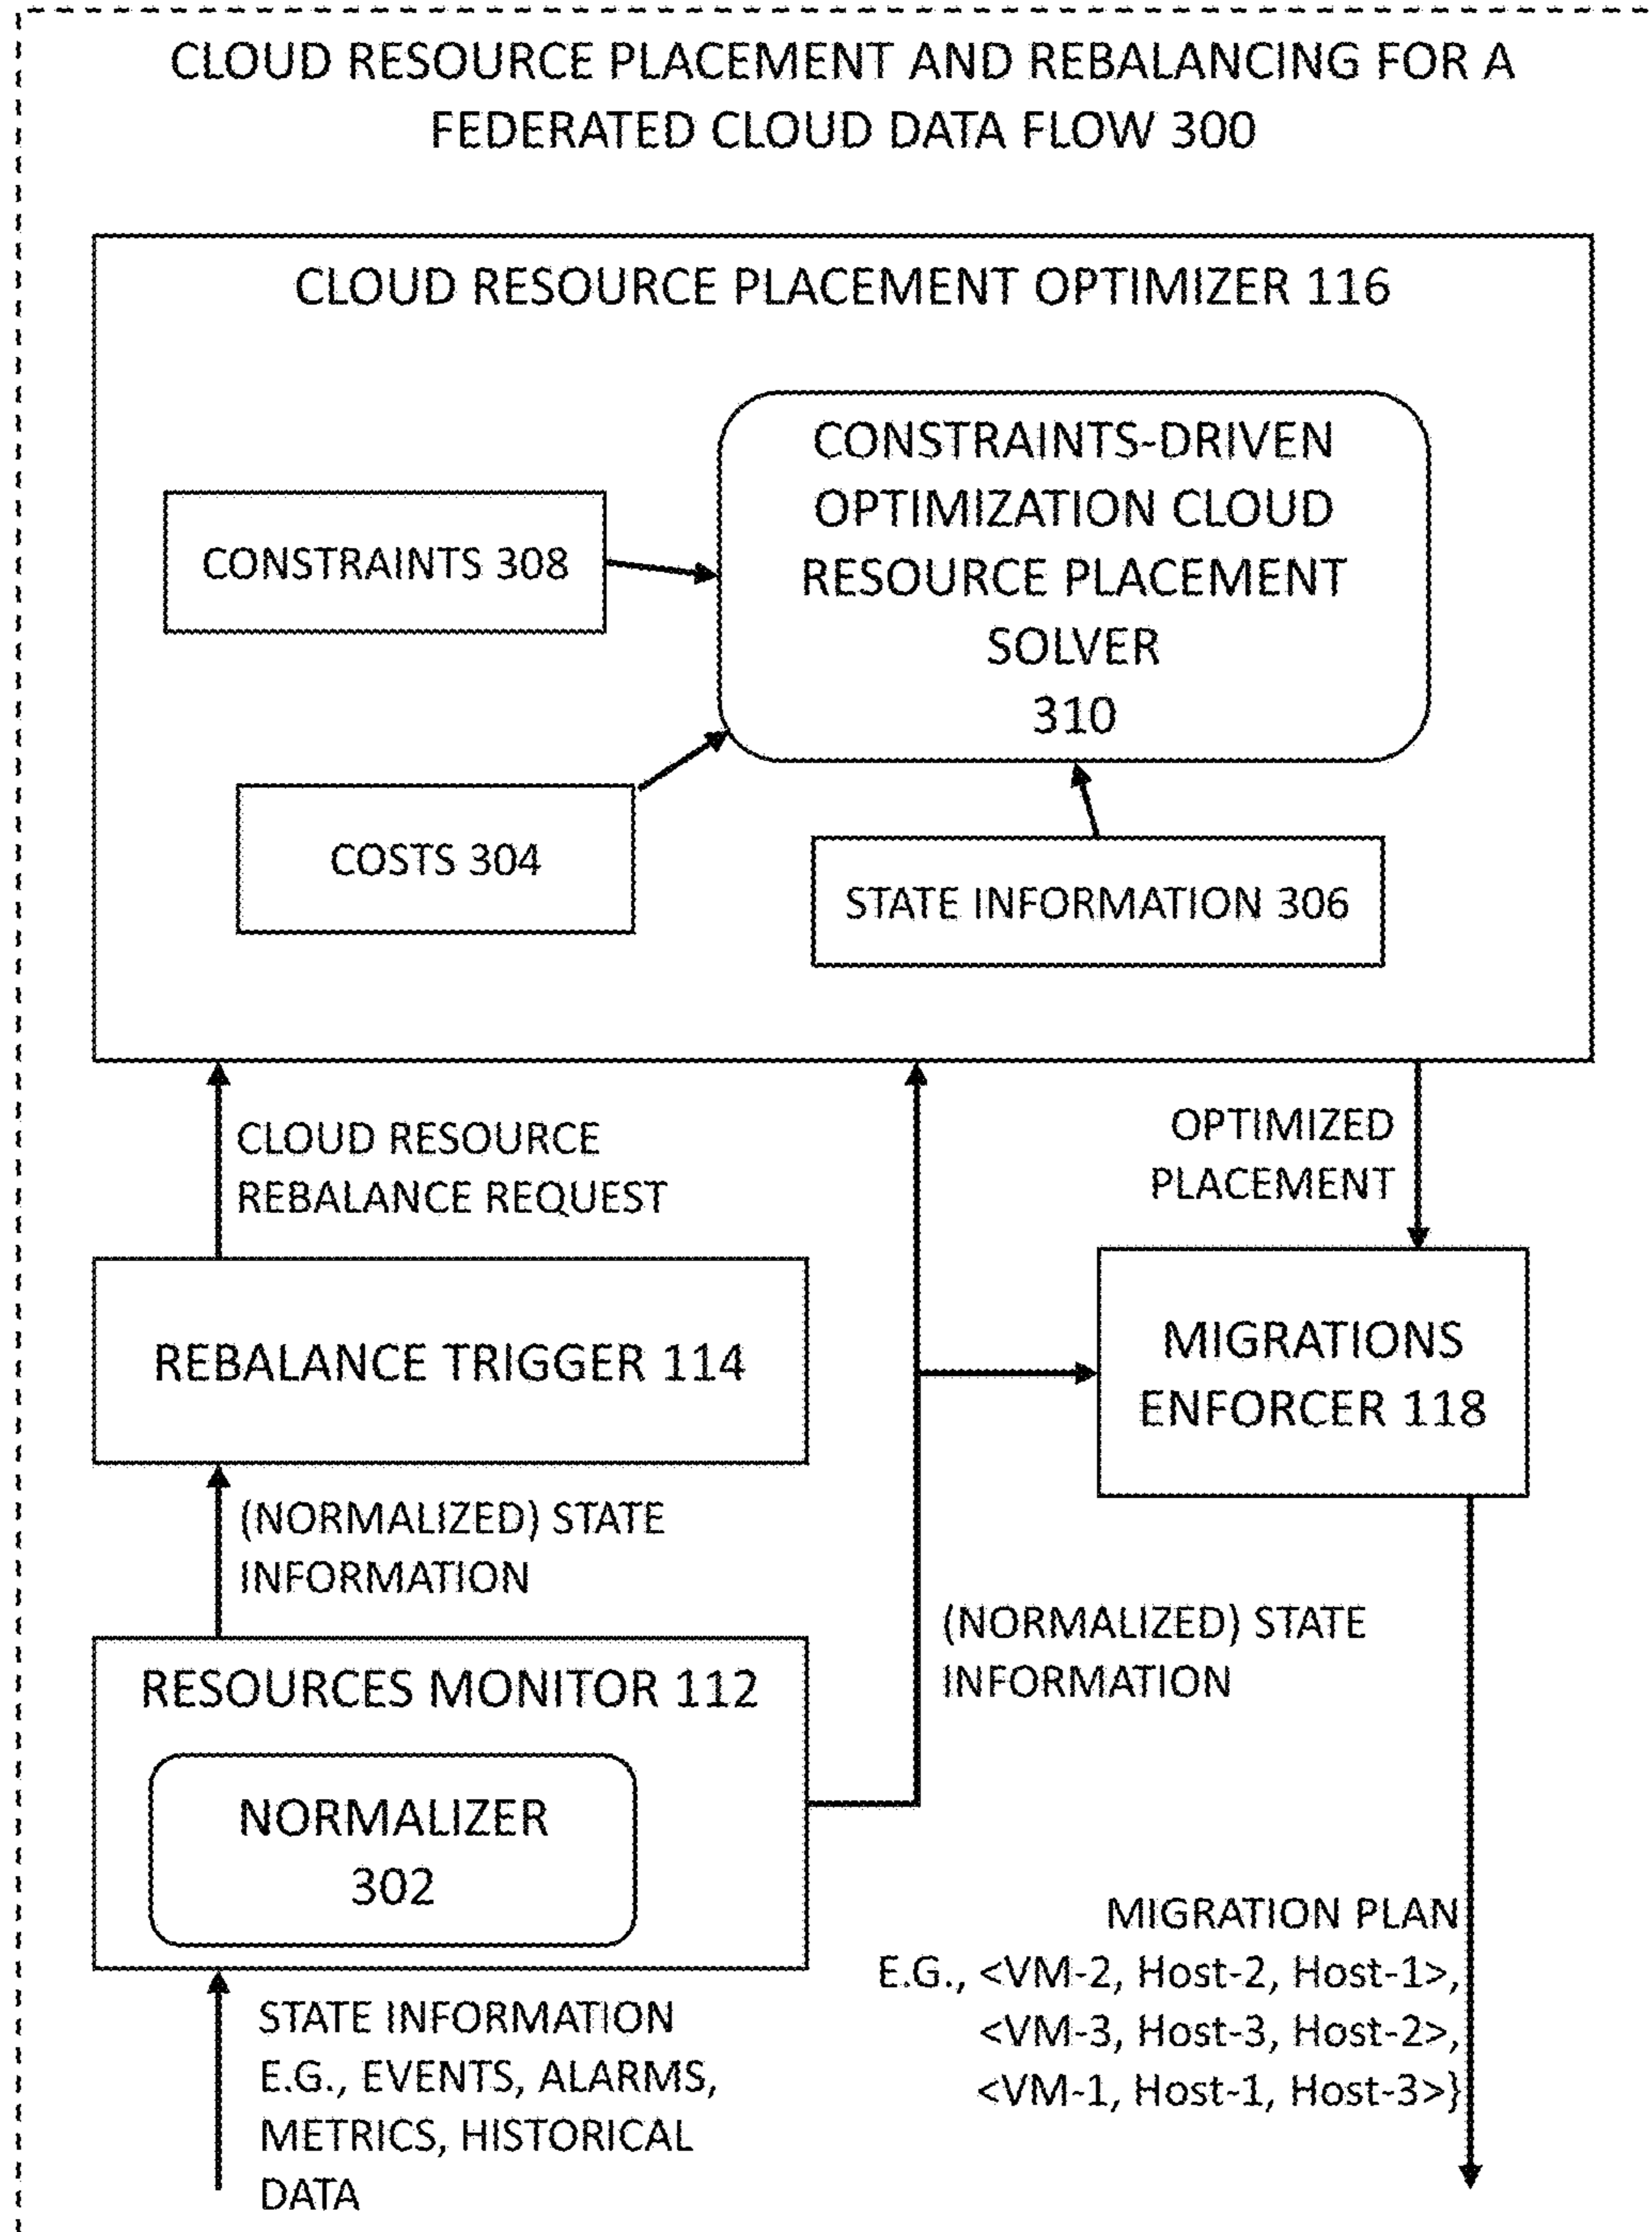 CLOUD RESOURCE PLACEMENT AND REBALANCING FOR A
FEDERATED CLOUD DATA FLOW 300
CLOUD RESOURCE PLACEMENT OPTIMIZER 116
CONSTRAINTS-DRIVEN
OPTIMIZATION CLOUD
RESOURCE PLACEMENT
SOLVER
310
CONSTRAINTS 308
COSTS 304
STATE INFORMATION 306
CLOUD RESOURCE
REBALANCE REQUEST
OPTIMIZED
PLACEMENT
REBALANCE TRIGGER 114
MIGRATIONS
ENFORCER 118
(NORMALIZED) STATE
INFORMATION
(NORMALIZED) STATE
INFORMATION
RESOURCES MONITOR 112
NORMALIZER
302
MIGRATION PLAN
E.G., <VM-2, Host-2, Host-1>,
<VM-3, Host-3, Host-2>,
<VM-1, Host-1, Host-3>}
STATE INFORMATION
E.G., EVENTS, ALARMS,
METRICS, HISTORICAL
DATA